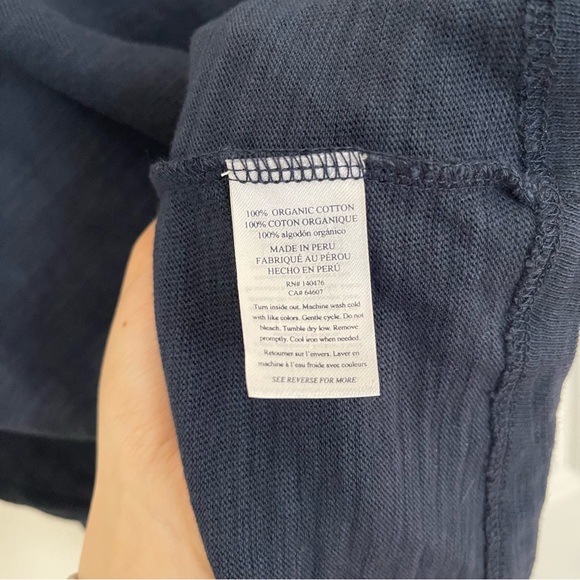 100% ORGANIC COTTON
100% COTON ORGANIQUE
100% algodón orgánico
MADE IN PERU
FABRIQUÉ AU PÉROU
HECHO EN PERÚ
RN# 140476
CA# 64607
Turn inside out. Machine wash cold
with like colors. Gentle cycle. Do not
bleach. Tumble dry low. Remove
promptly. Cool iron when needed.
Retourner sur l'envers. Laver en
machine à l'eau froide avec couleurs
SEE REVERSE FOR MORE